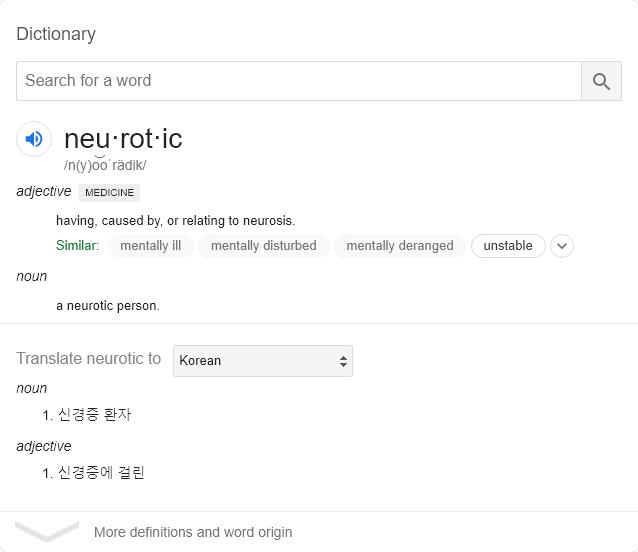 Dictionary
Search for a word
neu·rot·ic
/n(y)o͝oˈrädik/
adjective MEDICINE
having, caused by, or relating to neurosis.
Similar: mentally ill mentally disturbed mentally deranged unstable
noun
a neurotic person.
Translate neurotic to Korean
noun
1. 신경증 환자
adjective
1. 신경증에 걸린
More definitions and word origin